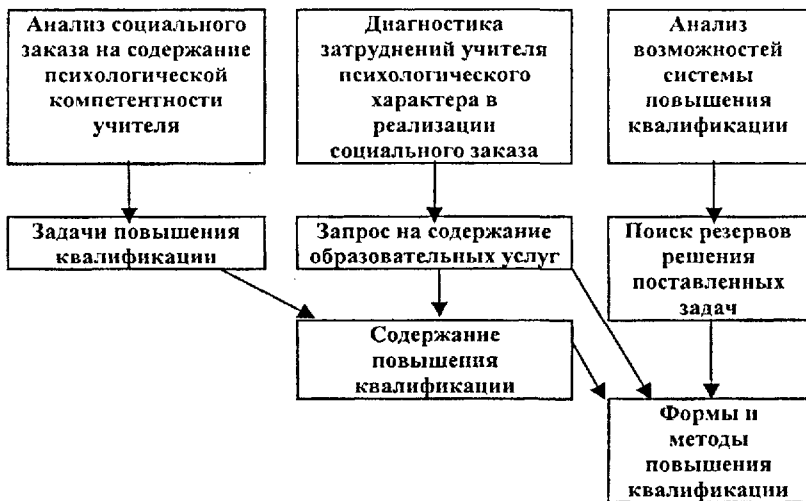 Анализ социального
заказа на содержание
психологической
компетентности
учителя
Диагностика
затруднений учителя
психологического
характера в
реализации
социального заказа
Анализ
возможностей
системы
повышения
квалификации
Задачи повышения
квалификации
Запрос на содержание
образовательных услуг
Поиск резервов
решения
поставленных
задач
Содержание
повышения
квалификации
Формы и
методы
повышения
квалификации